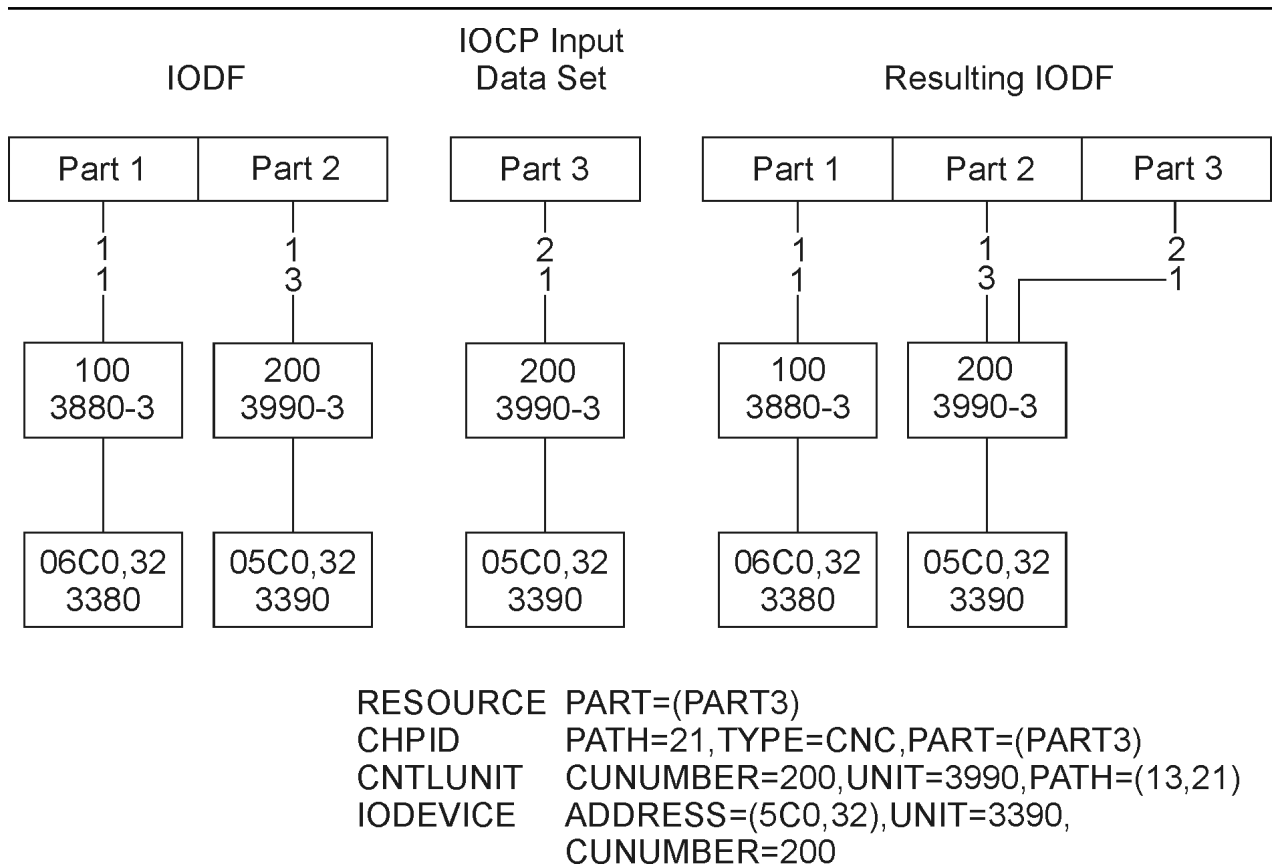 IODF
IOCP Input
Data Set
Resulting IODF
Part 1
Part 2
Part 3
Part 1
Part 2
Part 3
1
1
1
3
2
1
1
1
1
3
2
1
100
3880-3
200
3990-3
200
3990-3
100
3880-3
200
3990-3
06C0,32
3380
05C0,32
3390
05C0,32
3390
06C0,32
3380
05C0,32
3390
RESOURCE PART=(PART3)
CHPID PATH=21,TYPE=CNC,PART=(PART3)
CNTLUNIT CUNUMBER=200,UNIT=3990,PATH=(13,21)
IODEVICE ADDRESS=(5C0,32),UNIT=3390,
CUNUMBER=200